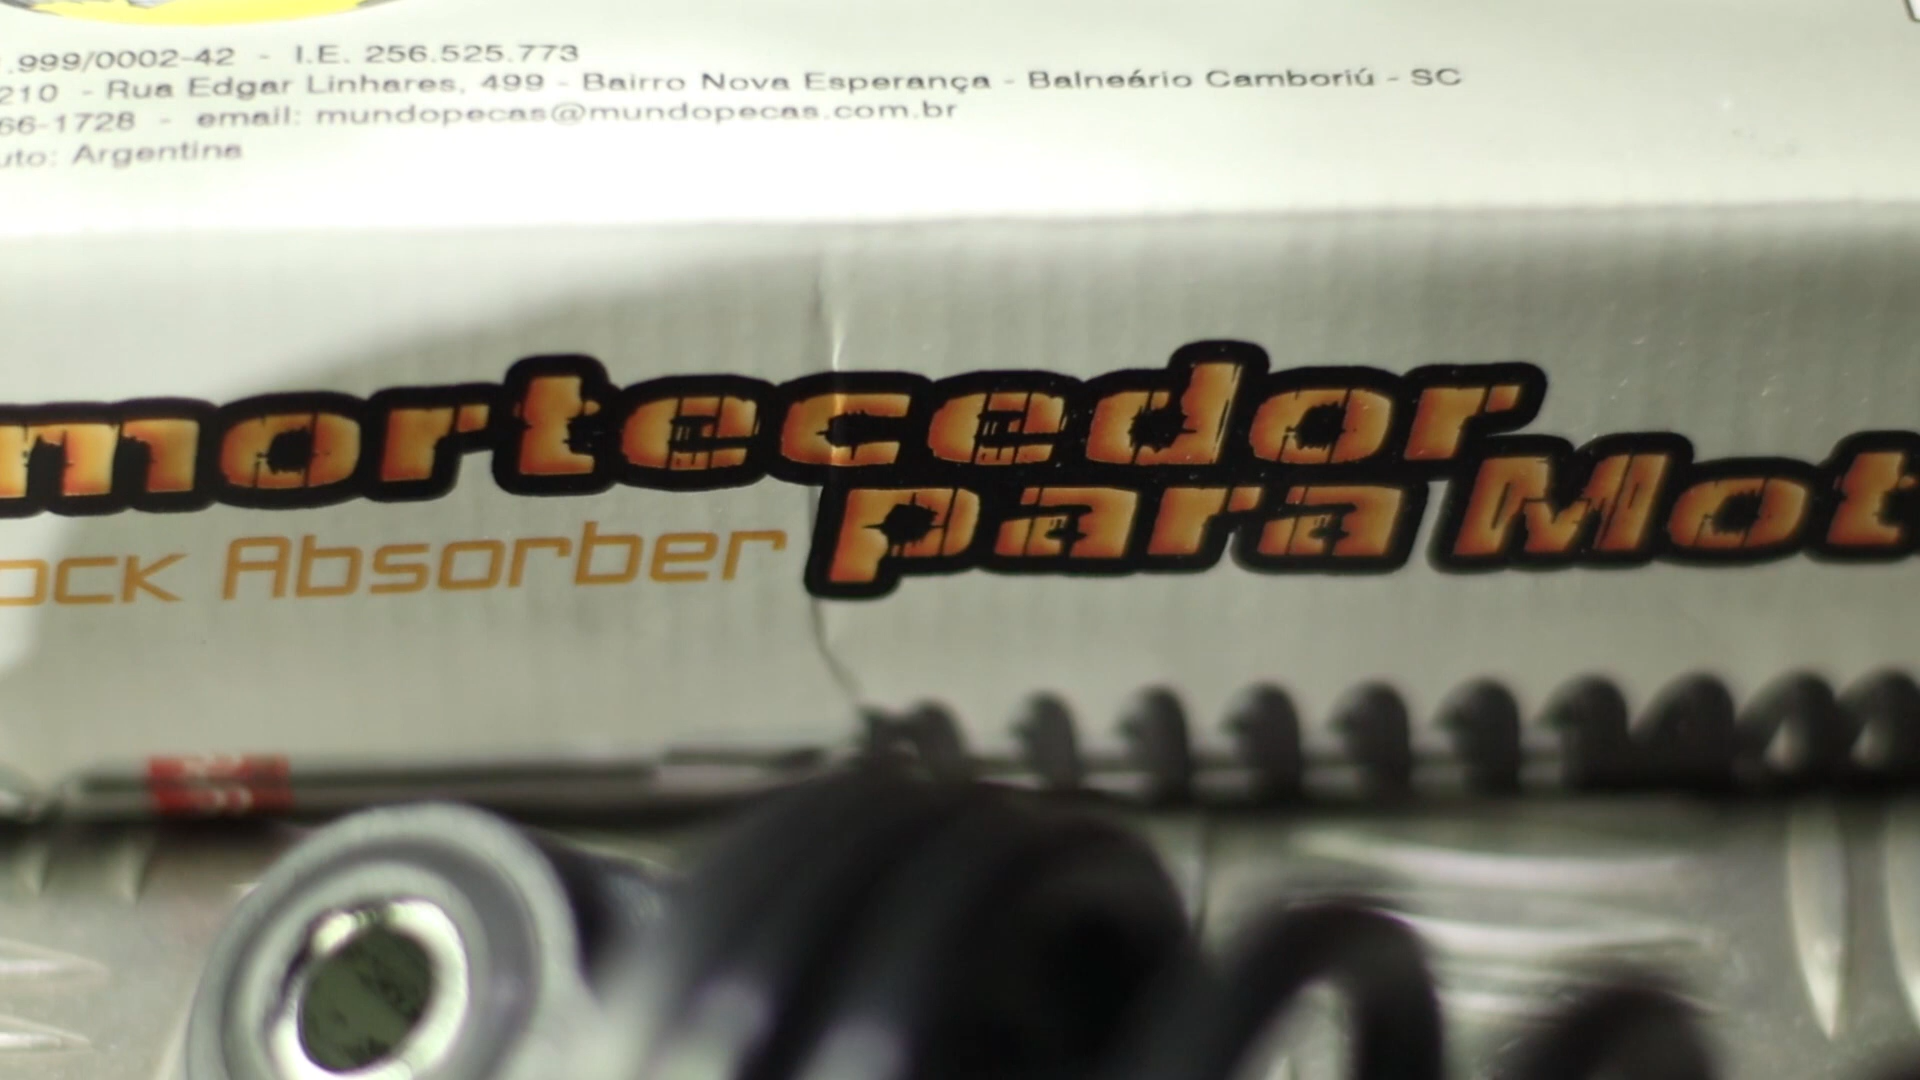 .999/0002-42 - I.E. 256.525.773
210 - Rua Edgar Linhares, 499 - Bairro Nova Esperança - Balneário Camboriú - SC
66-1728 - email: mundopecas@mundopecas.com.br
uto: Argentina
mortecedor
ock Absorber
para Mot